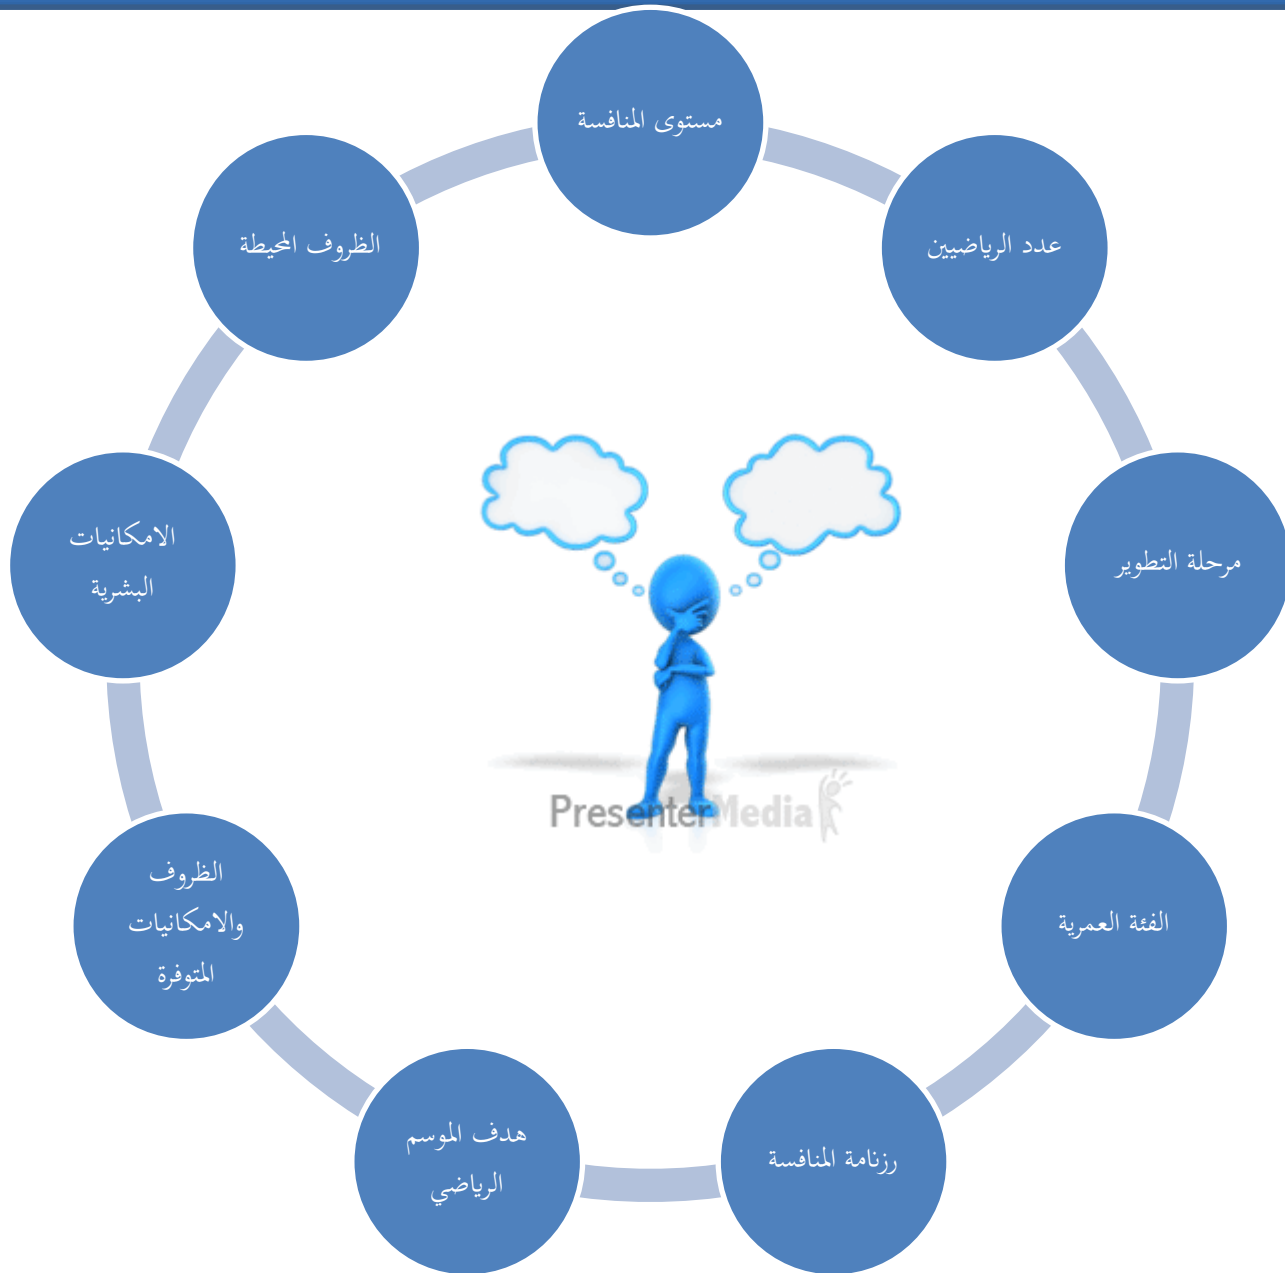 مستوى المنافسة
عدد الرياضيين
مرحلة التطوير
الفئة العمرية
رزنامة المنافسة
هدف الموسم
الرياضي
الظروف
والامكانيات
المتوفرة
الامكانيات
البشرية
الظروف المحيطة
PresenterMedia